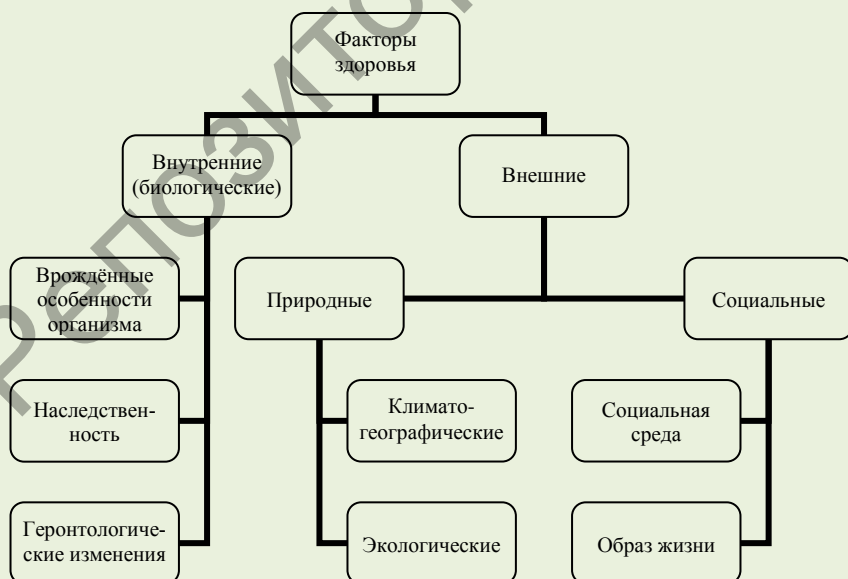 Факторы
здоровья
Внутренние
(биологические)
Внешние
Врождённые
особенности
организма
Природные
Социальные
Наследствен-
ность
Климато-
географические
Социальная
среда
Геронтологиче-
ские изменения
Экологические
Образ жизни
Репозито